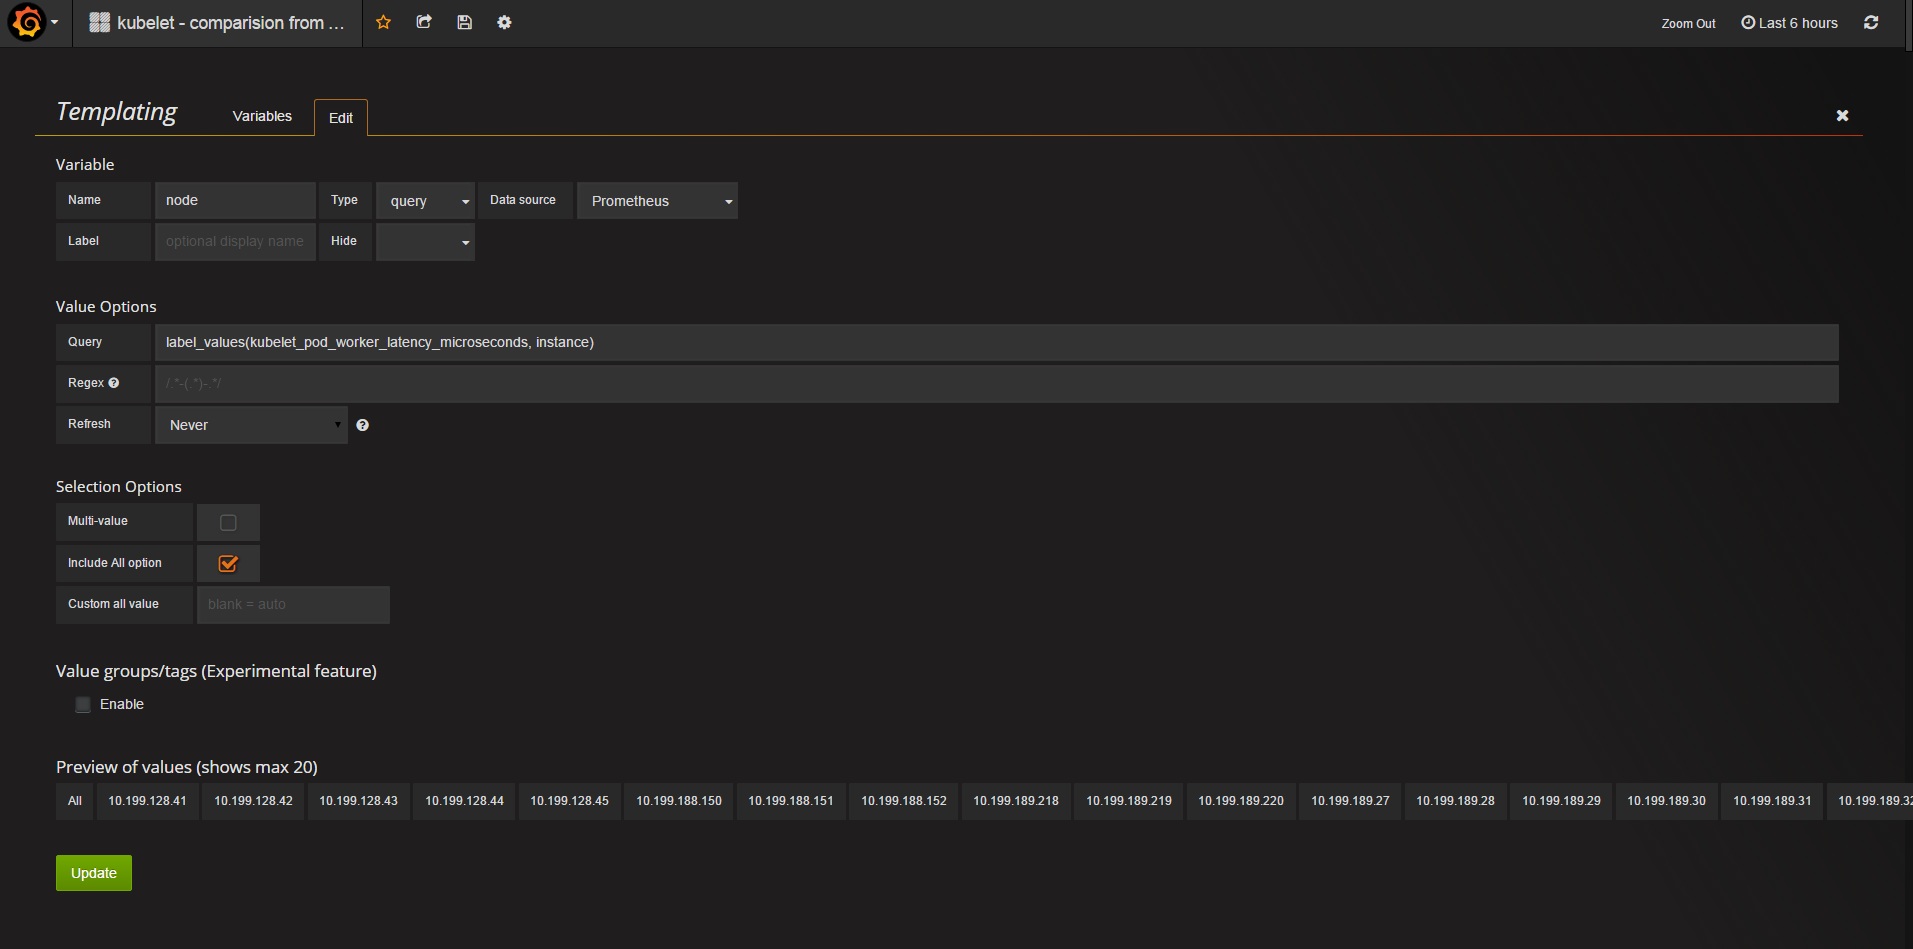 kubelet - comparision from ...
Zoom Out Last 6 hours
Templating Variables Edit
Variable
Name node Type query Data source Prometheus
Label optional display name Hide
Value Options
Query label_values(kubelet_pod_worker_latency_microseconds, instance)
Regex /.*-(.*)-.*/
Refresh Never
Selection Options
Multi-value
Include All option
Custom all value blank = auto
Value groups/tags (Experimental feature)
Enable
Preview of values (shows max 20)
All 10.199.128.41 10.199.128.42 10.199.128.43 10.199.128.44 10.199.128.45 10.199.188.150 10.199.188.151 10.199.188.152 10.199.189.218 10.199.189.219 10.199.189.220 10.199.189.27 10.199.189.28 10.199.189.29 10.199.189.30 10.199.189.31 10.199.189.32
Update